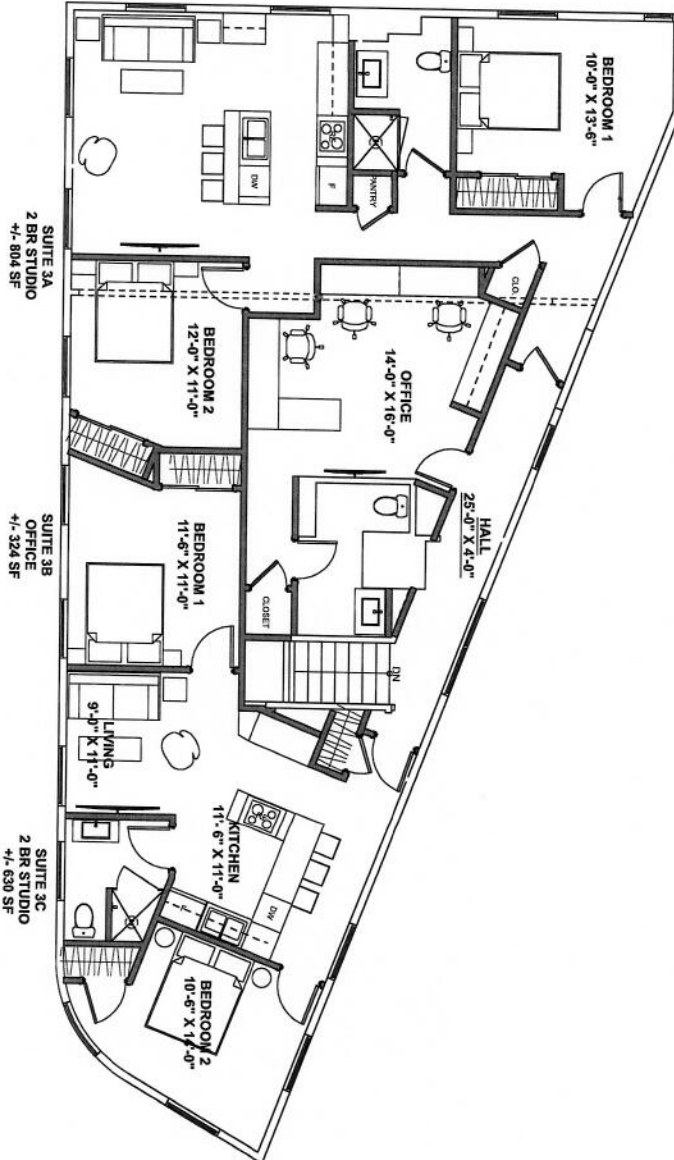 BEDROOM 1
10'-0" X 13'-6"
PANTRY
F
DW
CLO.
SUITE 3A
2 BR STUDIO
+/- 804 SF
BEDROOM 2
12'-0" X 11'-0"
OFFICE
14'-0" X 16'-0"
HALL
25'-0" X 4'-0"
SUITE 3B
OFFICE
+/- 324 SF
BEDROOM 1
11'-6" X 11'-0"
CLOSET
DN
LIVING
9'-0" X 11'-0"
KITCHEN
11'-6" X 11'-0"
DW
SUITE 3C
2 BR STUDIO
+/- 630 SF
BEDROOM 2
10'-6" X 14'-0"